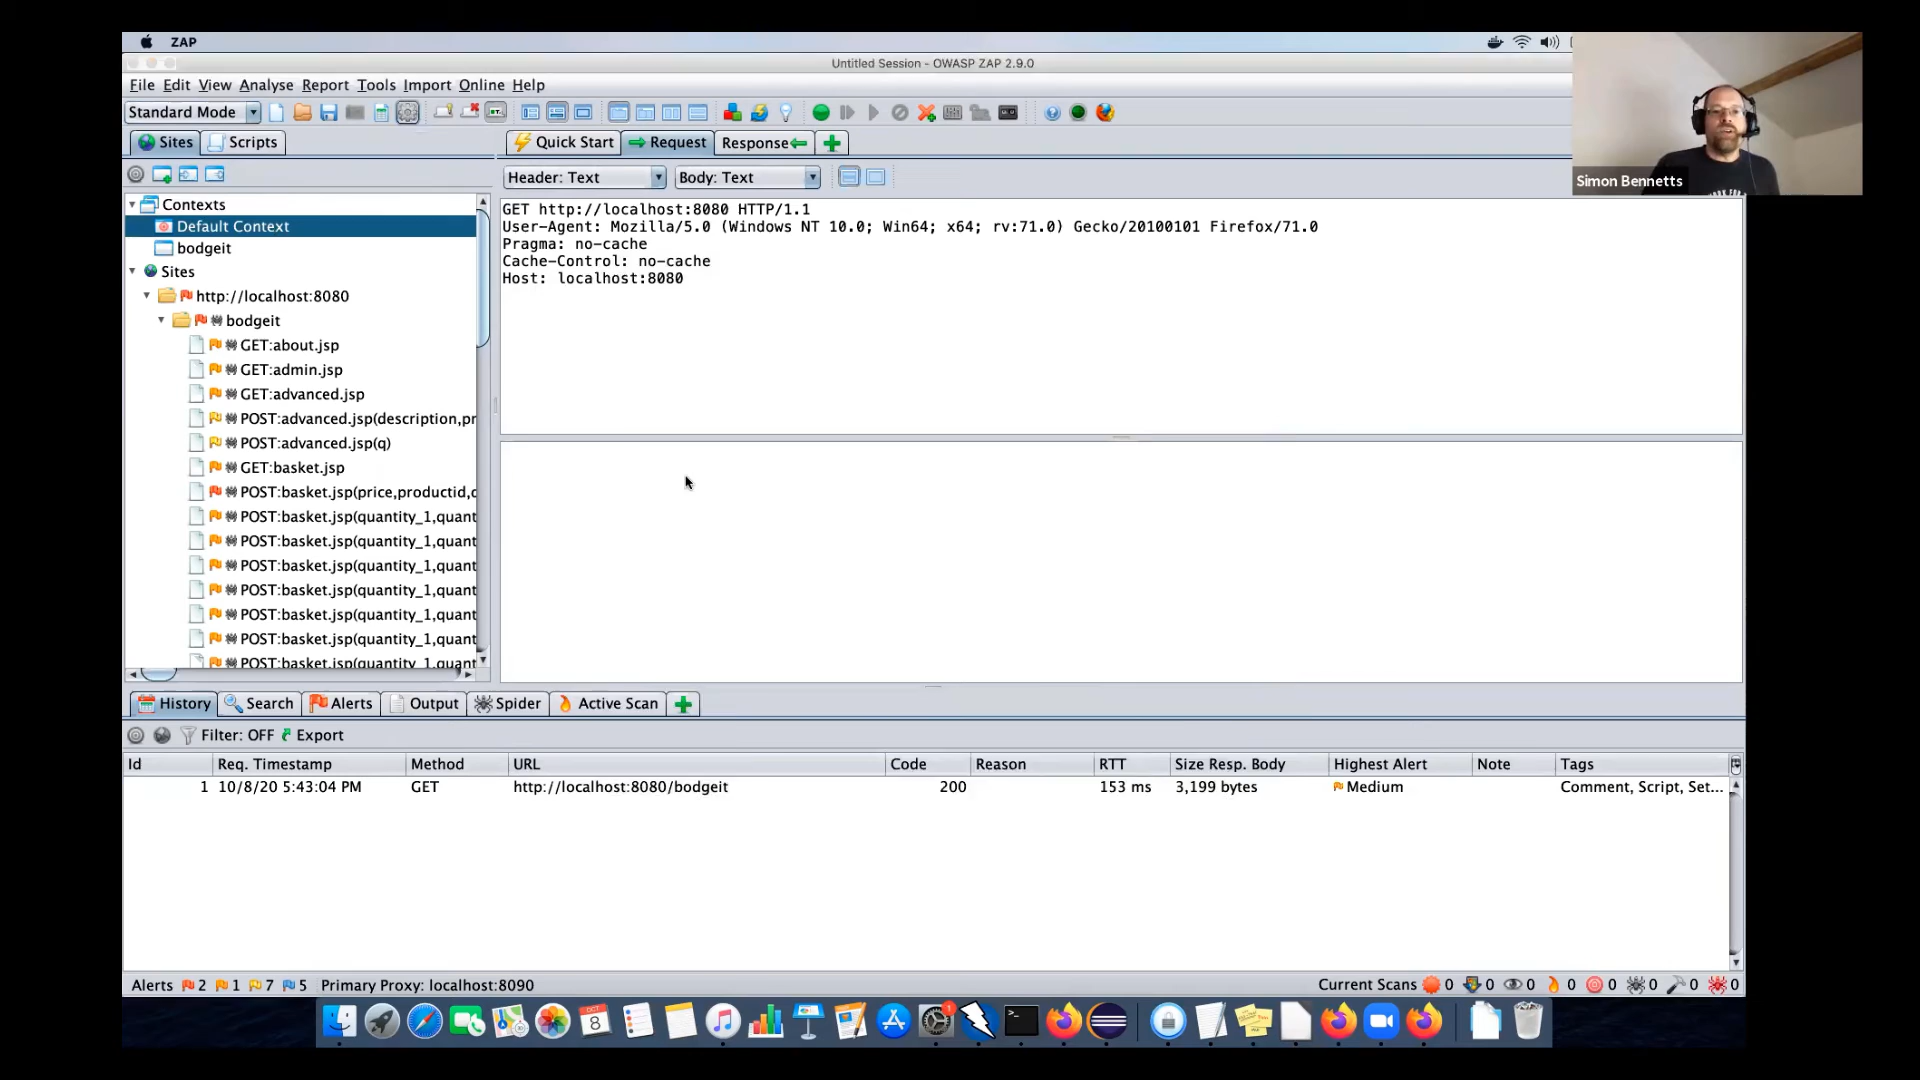 ZAP
Untitled Session - OWASP ZAP 2.9.0
File Edit View Analyse Report Tools Import Online Help
Standard Mode
Sites Scripts
Quick Start Request Response
Header: Text Body: Text
Simon Bennetts
Contexts
Default Context
bodgeit
Sites
http://localhost:8080
bodgeit
GET:about.jsp
GET:admin.jsp
GET:advanced.jsp
POST:advanced.jsp(description,pr
POST:advanced.jsp(q)
GET:basket.jsp
POST:basket.jsp(price,productid,q
POST:basket.jsp(quantity_1,quant
POST:basket.jsp(quantity_1,quant
POST:basket.jsp(quantity_1,quant
POST:basket.jsp(quantity_1,quant
POST:basket.jsp(quantity_1,quant
POST:basket.jsp(quantity_1,quant
POST:basket.jsp(quantity_1,quant
GET http://localhost:8080 HTTP/1.1
User-Agent: Mozilla/5.0 (Windows NT 10.0; Win64; x64; rv:71.0) Gecko/20100101 Firefox/71.0
Pragma: no-cache
Cache-Control: no-cache
Host: localhost:8080
History Search Alerts Output Spider Active Scan
Filter: OFF Export
Id Req. Timestamp Method URL Code Reason RTT Size Resp. Body Highest Alert Note Tags
1 10/8/20 5:43:04 PM GET http://localhost:8080/bodgeit 200 153 ms 3,199 bytes Medium Comment, Script, Set...
Alerts 2 1 7 5 Primary Proxy: localhost:8090
Current Scans 0 0 0 0 0 0 0 0
OCT
8
1